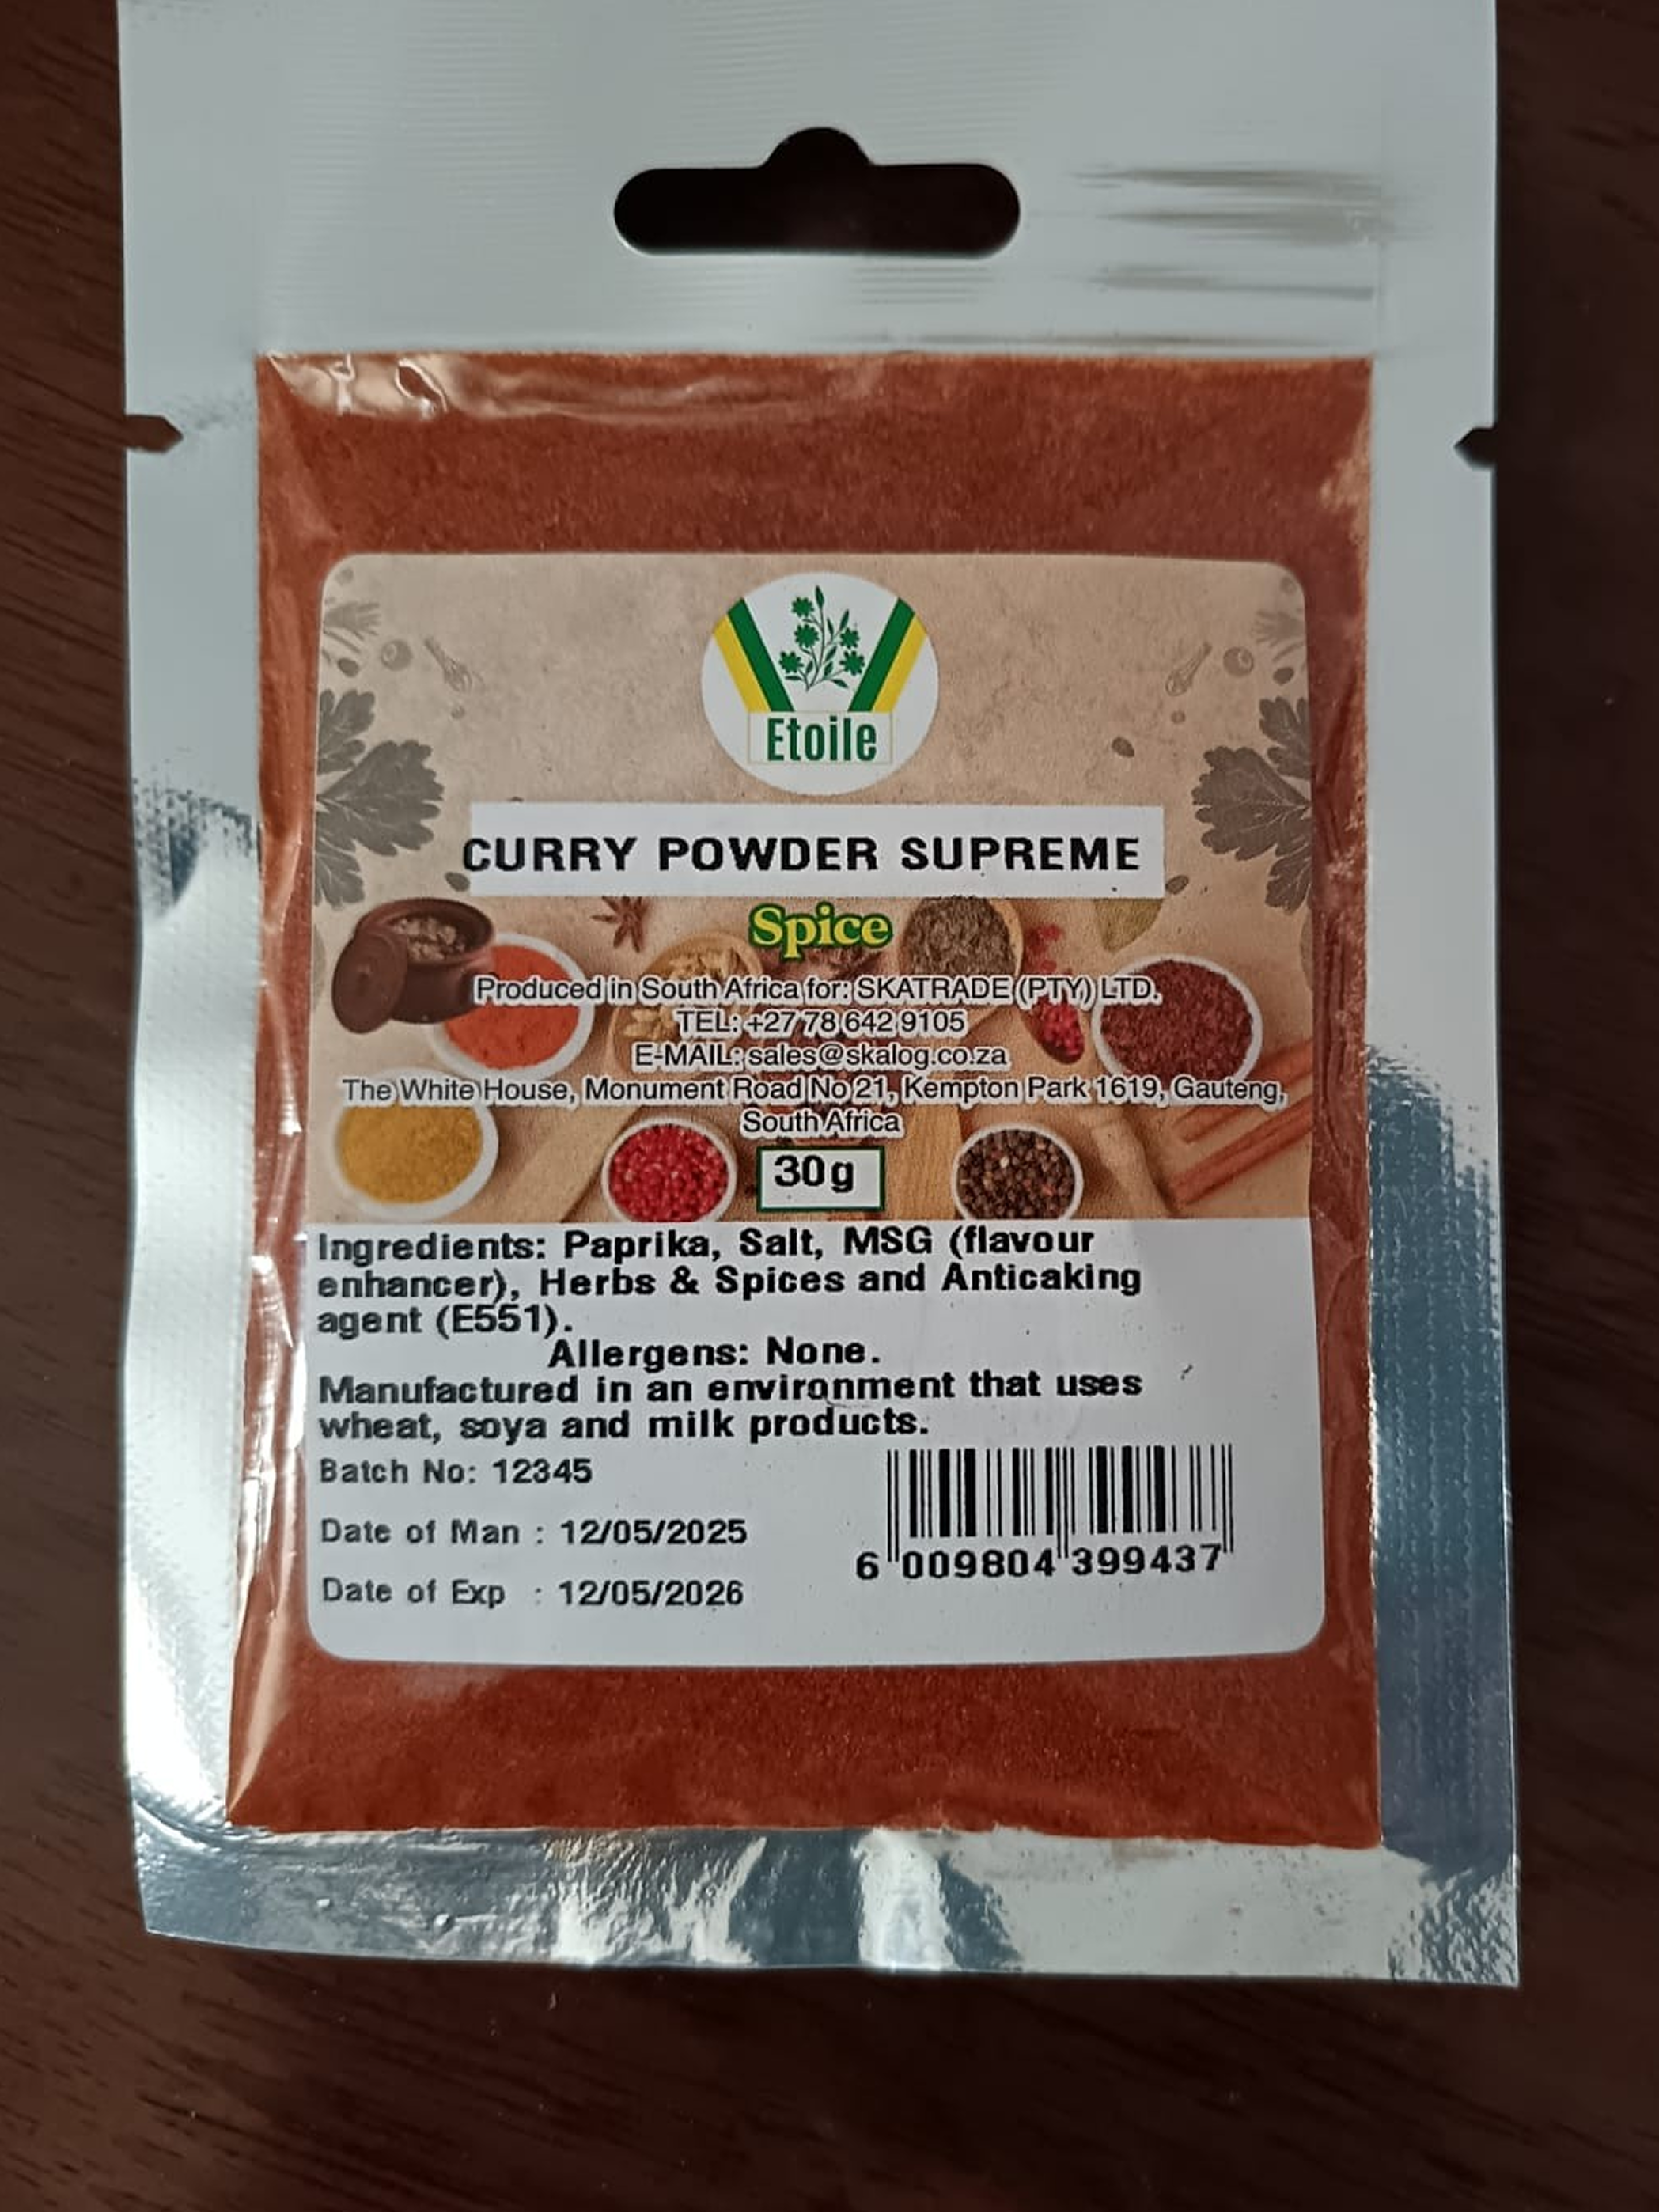 Etoile
CURRY POWDER SUPREME
Spice
Produced in South Africa for: SKATRADE (PTY) LTD.
TEL: +27 78 642 9105
E-MAIL: sales@skalog.co.za
The White House, Monument Road No 21, Kempton Park 1619, Gauteng,
South Africa
30g
Ingredients: Paprika, Salt, MSG (flavour
enhancer), Herbs & Spices and Anticaking
agent (E551).
Allergens: None.
Manufactured in an environment that uses
wheat, soya and milk products.
Batch No: 12345
Date of Man : 12/05/2025
Date of Exp : 12/05/2026
6 009804 399437